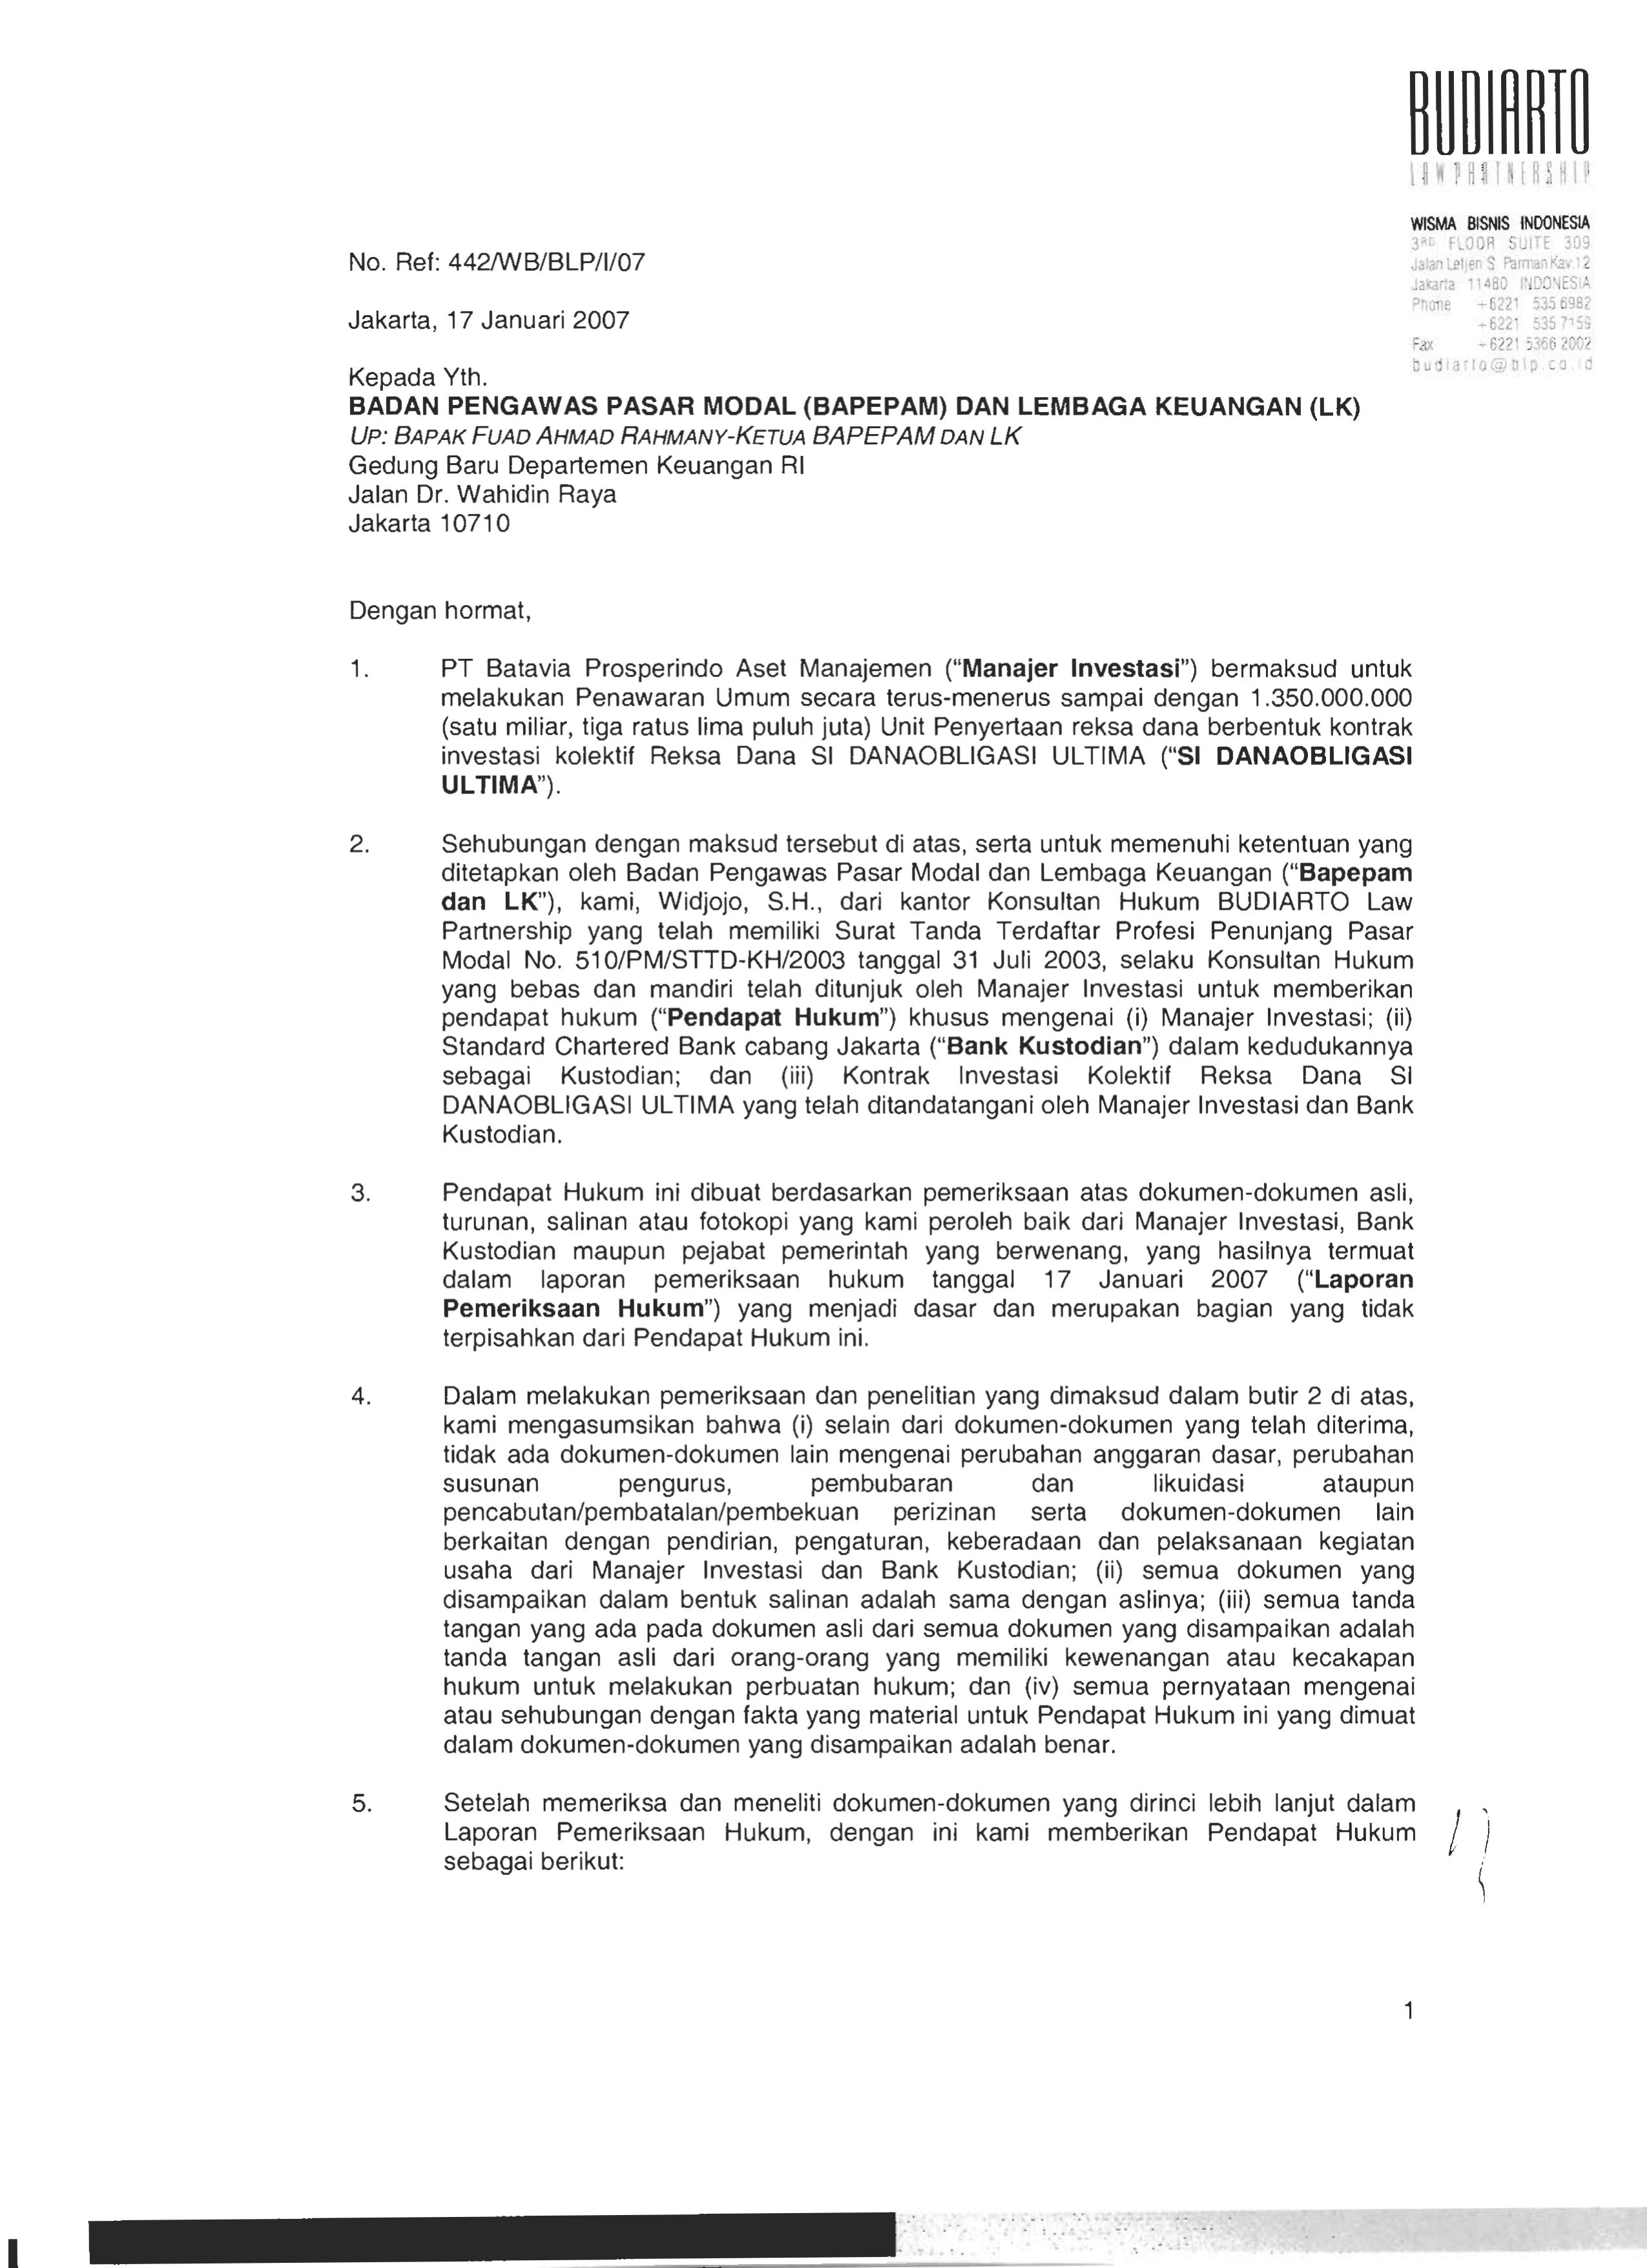 BUDIARTO
LAW PARTNERSHIP
WISMA BISNIS INDONESIA
3RD FLOOR SUITE 309
Jalan Letjen S. Parman Kav.12
Jakarta 11480 INDONESIA
Phone +6221 535 6982
+6221 535 7159
Fax +6221 5366 2002
budiarto@blp.co.id
No. Ref: 442/WB/BLP/I/07
Jakarta, 17 Januari 2007
Kepada Yth.
BADAN PENGAWAS PASAR MODAL (BAPEPAM) DAN LEMBAGA KEUANGAN (LK)
UP: BAPAK FUAD AHMAD RAHMANY-KETUA BAPEPAM DAN LK
Gedung Baru Departemen Keuangan RI
Jalan Dr. Wahidin Raya
Jakarta 10710
Dengan hormat,
1. PT Batavia Prosperindo Aset Manajemen (“Manajer Investasi”) bermaksud untuk
melakukan Penawaran Umum secara terus-menerus sampai dengan 1.350.000.000
(satu miliar, tiga ratus lima puluh juta) Unit Penyertaan reksa dana berbentuk kontrak
investasi kolektif Reksa Dana SI DANAOBLIGASI ULTIMA (“SI DANAOBLIGASI
ULTIMA”).
2. Sehubungan dengan maksud tersebut di atas, serta untuk memenuhi ketentuan yang
ditetapkan oleh Badan Pengawas Pasar Modal dan Lembaga Keuangan (“Bapepam
dan LK”), kami, Widjojo, S.H., dari kantor Konsultan Hukum BUDIARTO Law
Partnership yang telah memiliki Surat Tanda Terdaftar Profesi Penunjang Pasar
Modal No. 510/PM/STTD-KH/2003 tanggal 31 Juli 2003, selaku Konsultan Hukum
yang bebas dan mandiri telah ditunjuk oleh Manajer Investasi untuk memberikan
pendapat hukum (“Pendapat Hukum”) khusus mengenai (i) Manajer Investasi; (ii)
Standard Chartered Bank cabang Jakarta (“Bank Kustodian”) dalam kedudukannya
sebagai Kustodian; dan (iii) Kontrak Investasi Kolektif Reksa Dana SI
DANAOBLIGASI ULTIMA yang telah ditandatangani oleh Manajer Investasi dan Bank
Kustodian.
3. Pendapat Hukum ini dibuat berdasarkan pemeriksaan atas dokumen-dokumen asli,
turunan, salinan atau fotokopi yang kami peroleh baik dari Manajer Investasi, Bank
Kustodian maupun pejabat pemerintah yang berwenang, yang hasilnya termuat
dalam laporan pemeriksaan hukum tanggal 17 Januari 2007 (“Laporan
Pemeriksaan Hukum”) yang menjadi dasar dan merupakan bagian yang tidak
terpisahkan dari Pendapat Hukum ini.
4. Dalam melakukan pemeriksaan dan penelitian yang dimaksud dalam butir 2 di atas,
kami mengasumsikan bahwa (i) selain dari dokumen-dokumen yang telah diterima,
tidak ada dokumen-dokumen lain mengenai perubahan anggaran dasar, perubahan
susunan pengurus, pembubaran dan likuidasi ataupun
pencabutan/pembatalan/pembekuan perizinan serta dokumen-dokumen lain
berkaitan dengan pendirian, pengaturan, keberadaan dan pelaksanaan kegiatan
usaha dari Manajer Investasi dan Bank Kustodian; (ii) semua dokumen yang
disampaikan dalam bentuk salinan adalah sama dengan aslinya; (iii) semua tanda
tangan yang ada pada dokumen asli dari semua dokumen yang disampaikan adalah
tanda tangan asli dari orang-orang yang memiliki kewenangan atau kecakapan
hukum untuk melakukan perbuatan hukum; dan (iv) semua pernyataan mengenai
atau sehubungan dengan fakta yang material untuk Pendapat Hukum ini yang dimuat
dalam dokumen-dokumen yang disampaikan adalah benar.
5. Setelah memeriksa dan meneliti dokumen-dokumen yang dirinci lebih lanjut dalam
Laporan Pemeriksaan Hukum, dengan ini kami memberikan Pendapat Hukum
sebagai berikut:
1